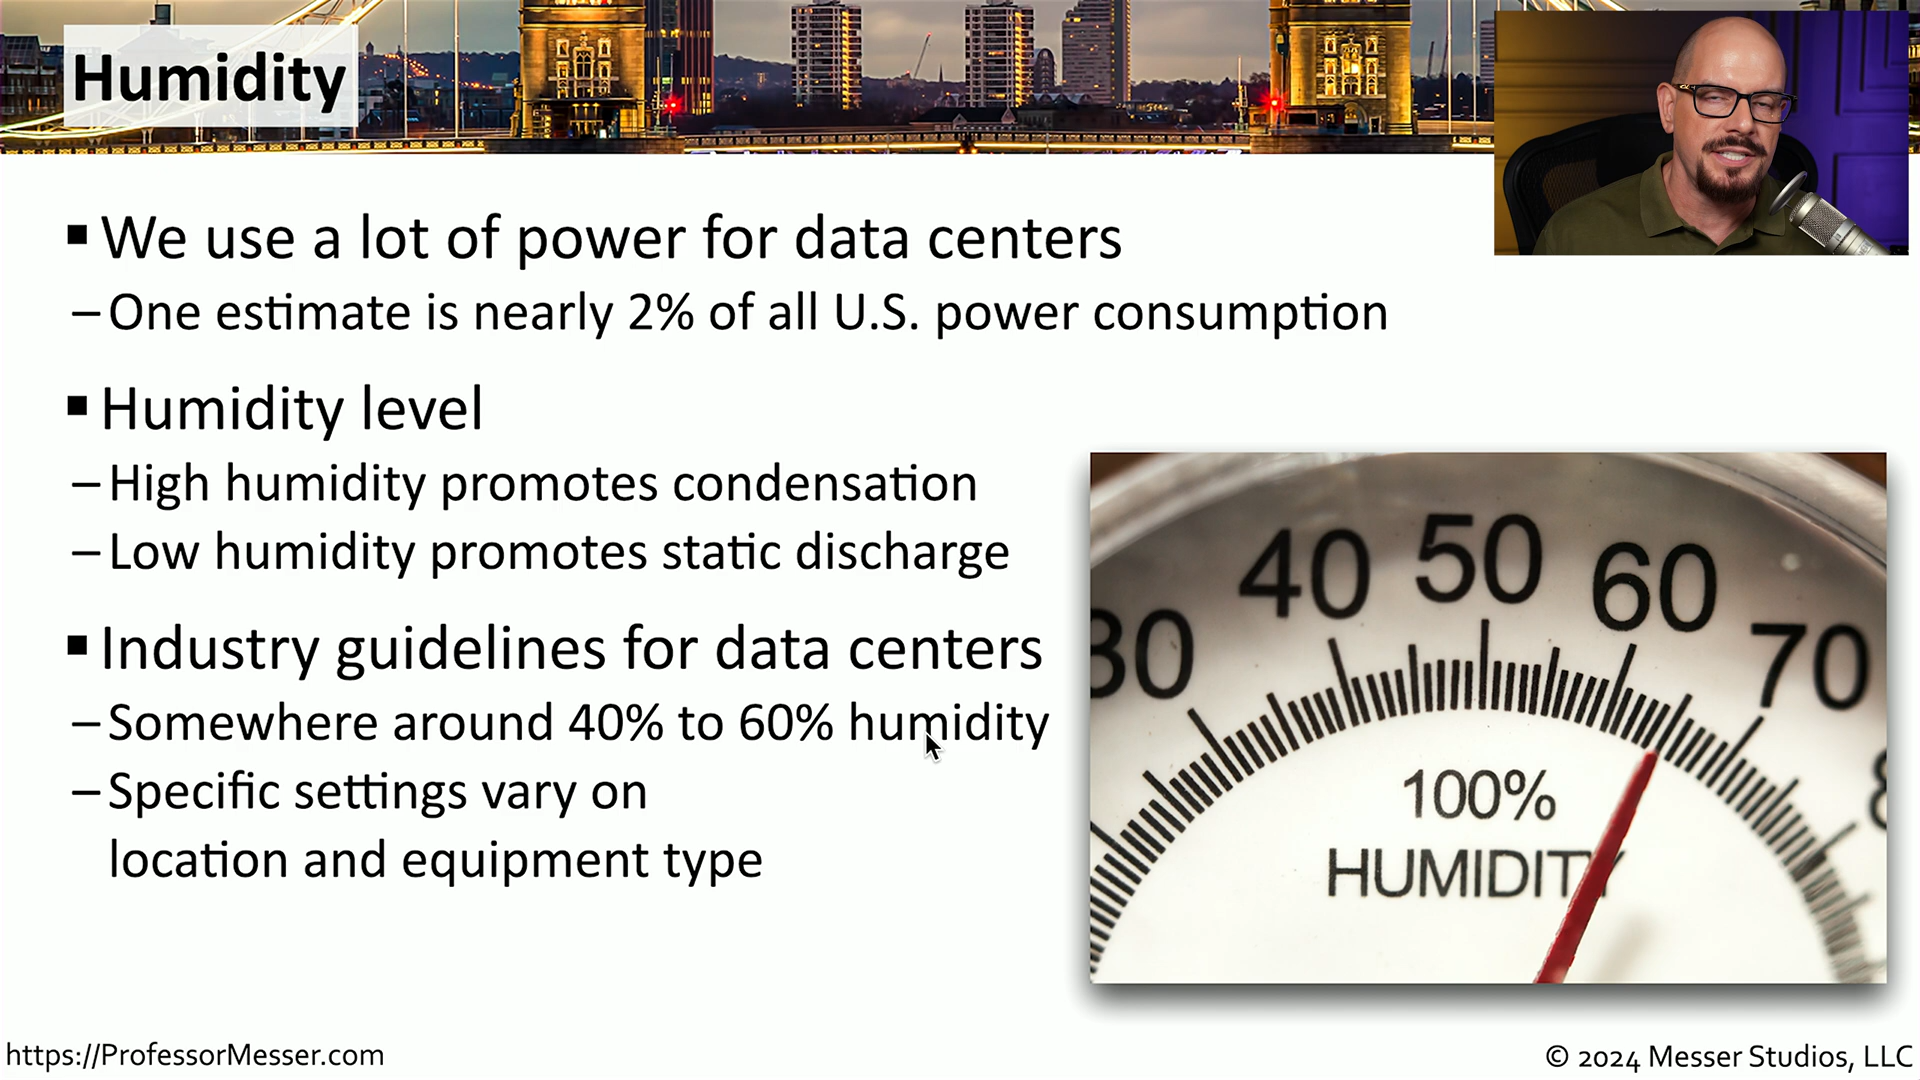 Humidity
▪ We use a lot of power for data centers
– One estimate is nearly 2% of all U.S. power consumption
▪ Humidity level
– High humidity promotes condensation
– Low humidity promotes static discharge
▪ Industry guidelines for data centers
– Somewhere around 40% to 60% humidity
– Specific settings vary on
location and equipment type
30 40 50 60 70 8
100%
HUMIDITY
https://ProfessorMesser.com
© 2024 Messer Studios, LLC